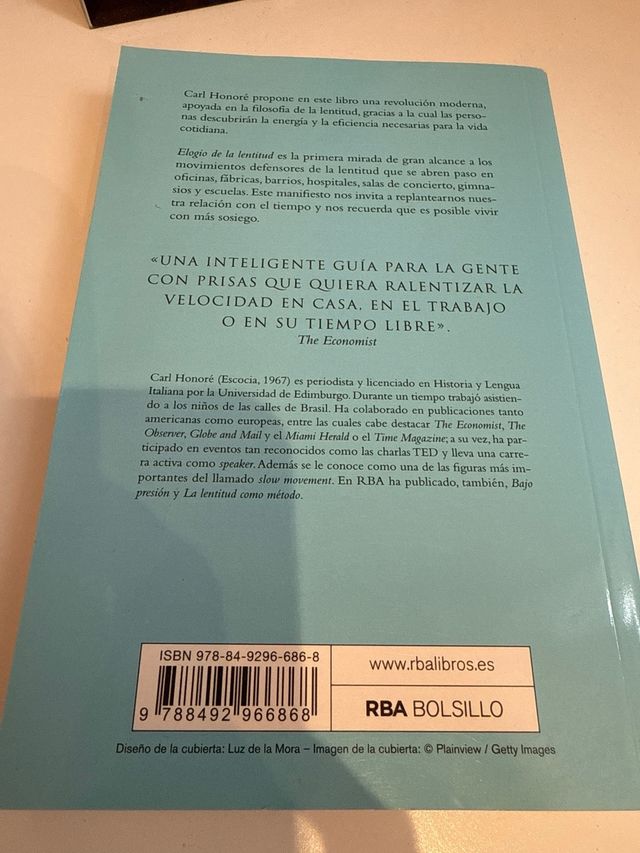 Carl Honoré propone en este libro una revolución moderna,
apoyada en la filosofía de la lentitud, gracias a la cual las perso-
nas descubrirán la energía y la eficiencia necesarias para la vida
cotidiana.
Elogio de la lentitud es la primera mirada de gran alcance a los
movimientos defensores de la lentitud que se abren paso en
oficinas, fábricas, barrios, hospitales, salas de concierto, gimna-
sios y escuelas. Este manifiesto nos invita a replantearnos nues-
tra relación con el tiempo y nos recuerda que es posible vivir
con más sosiego.
«UNA INTELIGENTE GUÍA PARA LA GENTE
CON PRISAS QUE QUIERA RALENTIZAR LA
VELOCIDAD EN CASA, EN EL TRABAJO
O EN SU TIEMPO LIBRE».
The Economist
Carl Honoré (Escocia, 1967) es periodista y licenciado en Historia y Lengua
Italiana por la Universidad de Edimburgo. Durante un tiempo trabajó asistien-
do a los niños de las calles de Brasil. Ha colaborado en publicaciones tanto
americanas como europeas, entre las cuales cabe destacar The Economist, The
Observer, Globe and Mail y el Miami Herald o el Time Magazine; a su vez, ha par-
ticipado en eventos tan reconocidos como las charlas TED y lleva una carre-
ra activa como speaker. Además se le conoce como una de las figuras más im-
portantes del llamado slow movement. En RBA ha publicado, también, Bajo
presión y La lentitud como método.
ISBN 978-84-9296-686-8
9 788492 966868
www.rbalibros.es
RBA BOLSILLO
Diseño de la cubierta: Luz de la Mora – Imagen de la cubierta: © Plainview / Getty Images